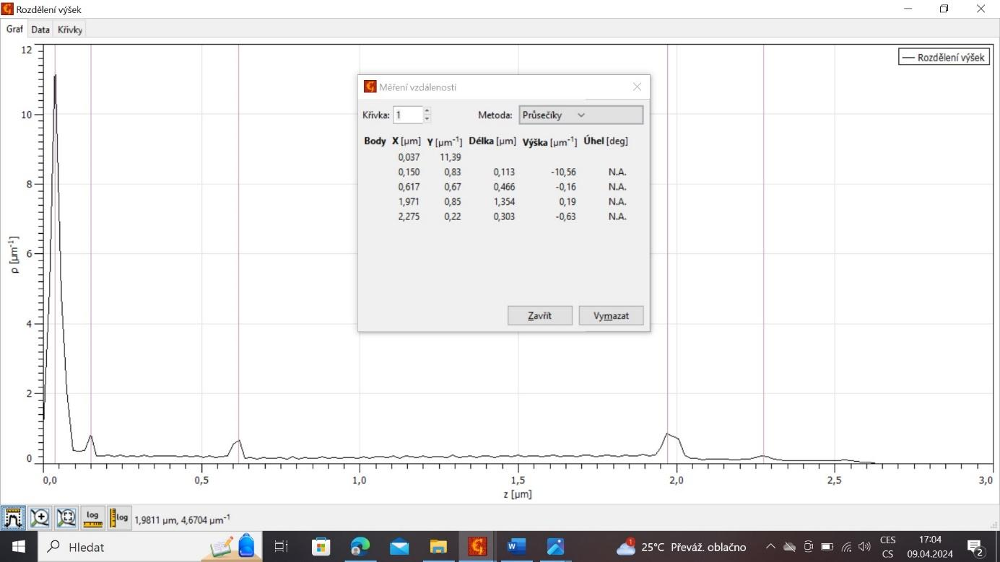 Rozdělení výšek
Graf Data Křivky
12
10
8
6
4
2
0
ρ [µm⁻¹]
Rozdělení výšek
Měření vzdáleností
Křivka: 1 Metoda: Průsečíky
Body X [µm] Y [µm⁻¹] Délka [µm] Výška [µm⁻¹] Úhel [deg]
0,037 11,39
0,150 0,83 0,113 -10,56 N.A.
0,617 0,67 0,466 -0,16 N.A.
1,971 0,85 1,354 0,19 N.A.
2,275 0,22 0,303 -0,63 N.A.
Zavřít Vymazat
0,0 0,5 1,0 1,5 2,0 2,5 3,0
z [µm]
log log 1,9811 µm, 4,6704 µm⁻¹
Hledat
1 25°C Převáž. oblačno CES 17:04
CS 09.04.2024 2